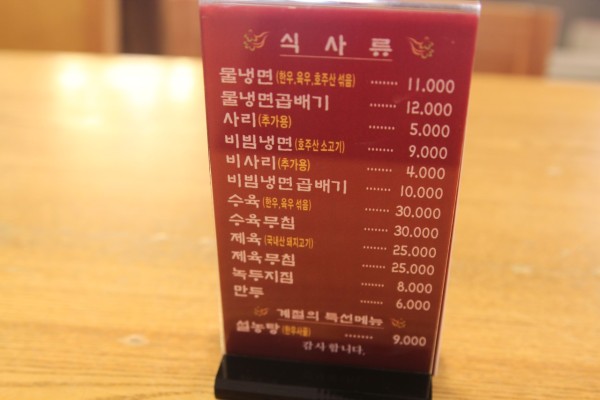 식 사 류
물냉면 (한우,육우,호주산 섞음) ······· 11.000
물냉면곱배기 ······· 12.000
사리 (추가용) ······· 5.000
비빔냉면 (호주산 소고기) ······· 9.000
비사리 (추가용) ······· 4.000
비빔냉면곱배기 ······· 10.000
수육 (한우,육우 섞음) ······· 30.000
수육무침 ······· 30.000
제육 (국내산 돼지고기) ······· 25.000
제육무침 ······· 25.000
녹두지짐 ······· 8.000
만두 ······· 6.000
계절의 특선메뉴
설농탕 (한우사용) ······· 9.000
감사합니다.